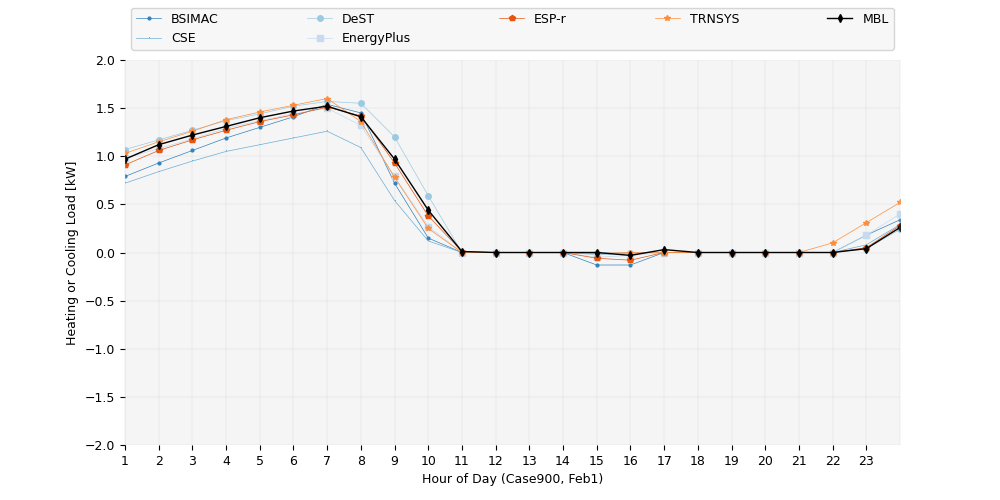 BSIMAC DeST ESP-r TRNSYS MBL
CSE EnergyPlus
2.0
1.5
1.0
0.5
0.0
−0.5
−1.0
−1.5
−2.0
Heating or Cooling Load [kW]
1 2 3 4 5 6 7 8 9 10 11 12 13 14 15 16 17 18 19 20 21 22 23
Hour of Day (Case900, Feb1)